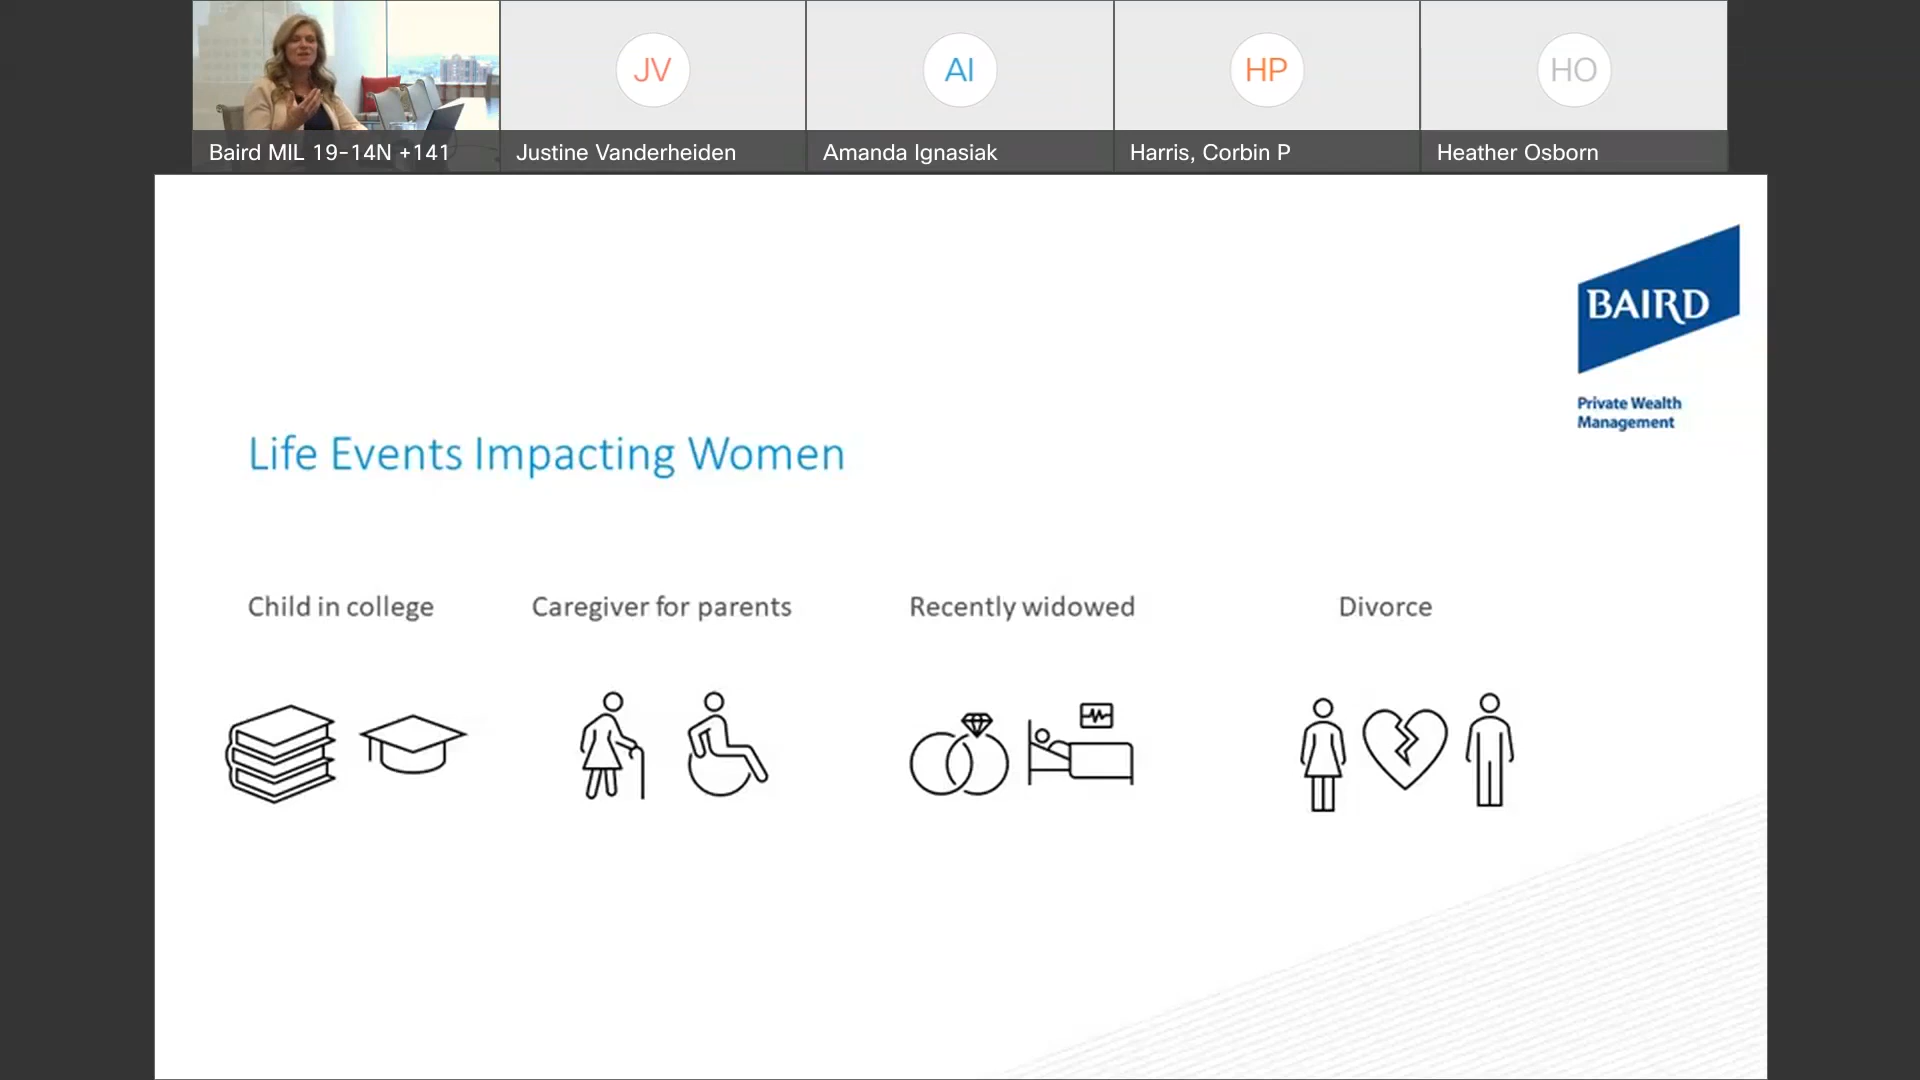 JV
AI
HP
HO
Baird MIL 19-14N +141
Justine Vanderheiden
Amanda Ignasiak
Harris, Corbin P
Heather Osborn
BAIRD
Private Wealth
Management
Life Events Impacting Women
Child in college
Caregiver for parents
Recently widowed
Divorce